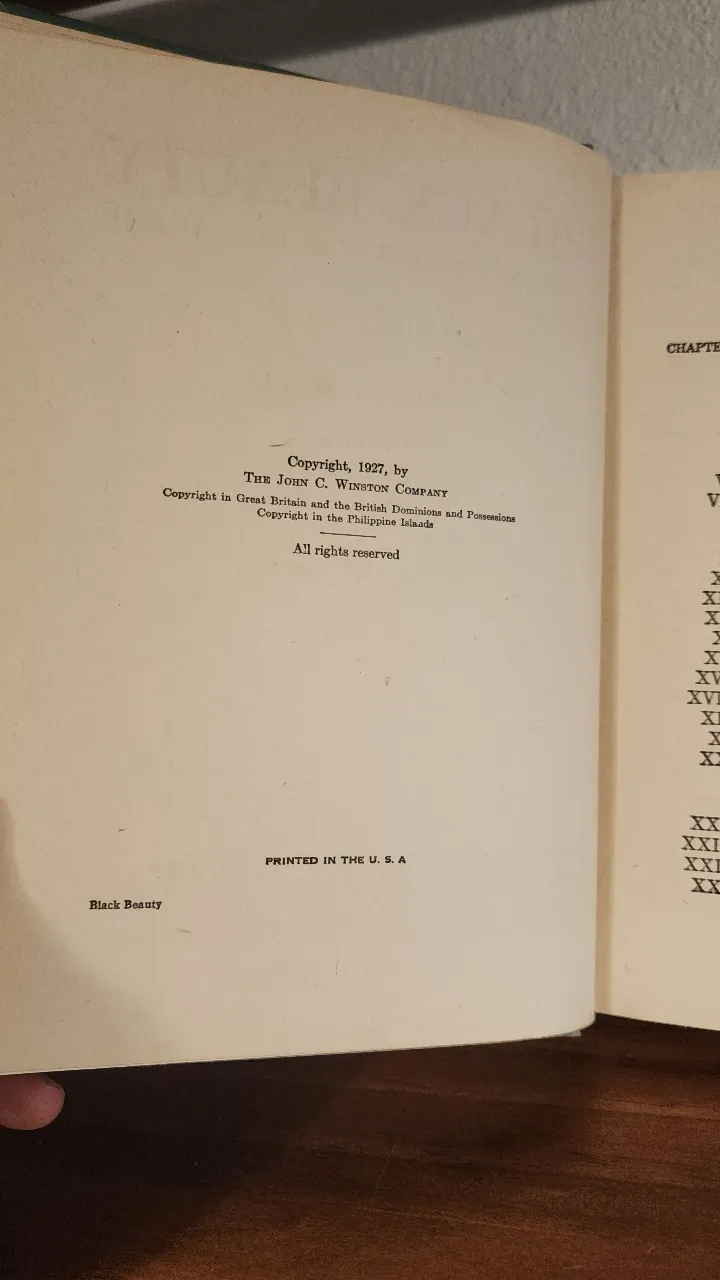 Copyright, 1927, by
THE JOHN C. WINSTON COMPANY
Copyright in Great Britain and the British Dominions and Possessions
Copyright in the Philippine Islands
All rights reserved
PRINTED IN THE U. S. A
Black Beauty